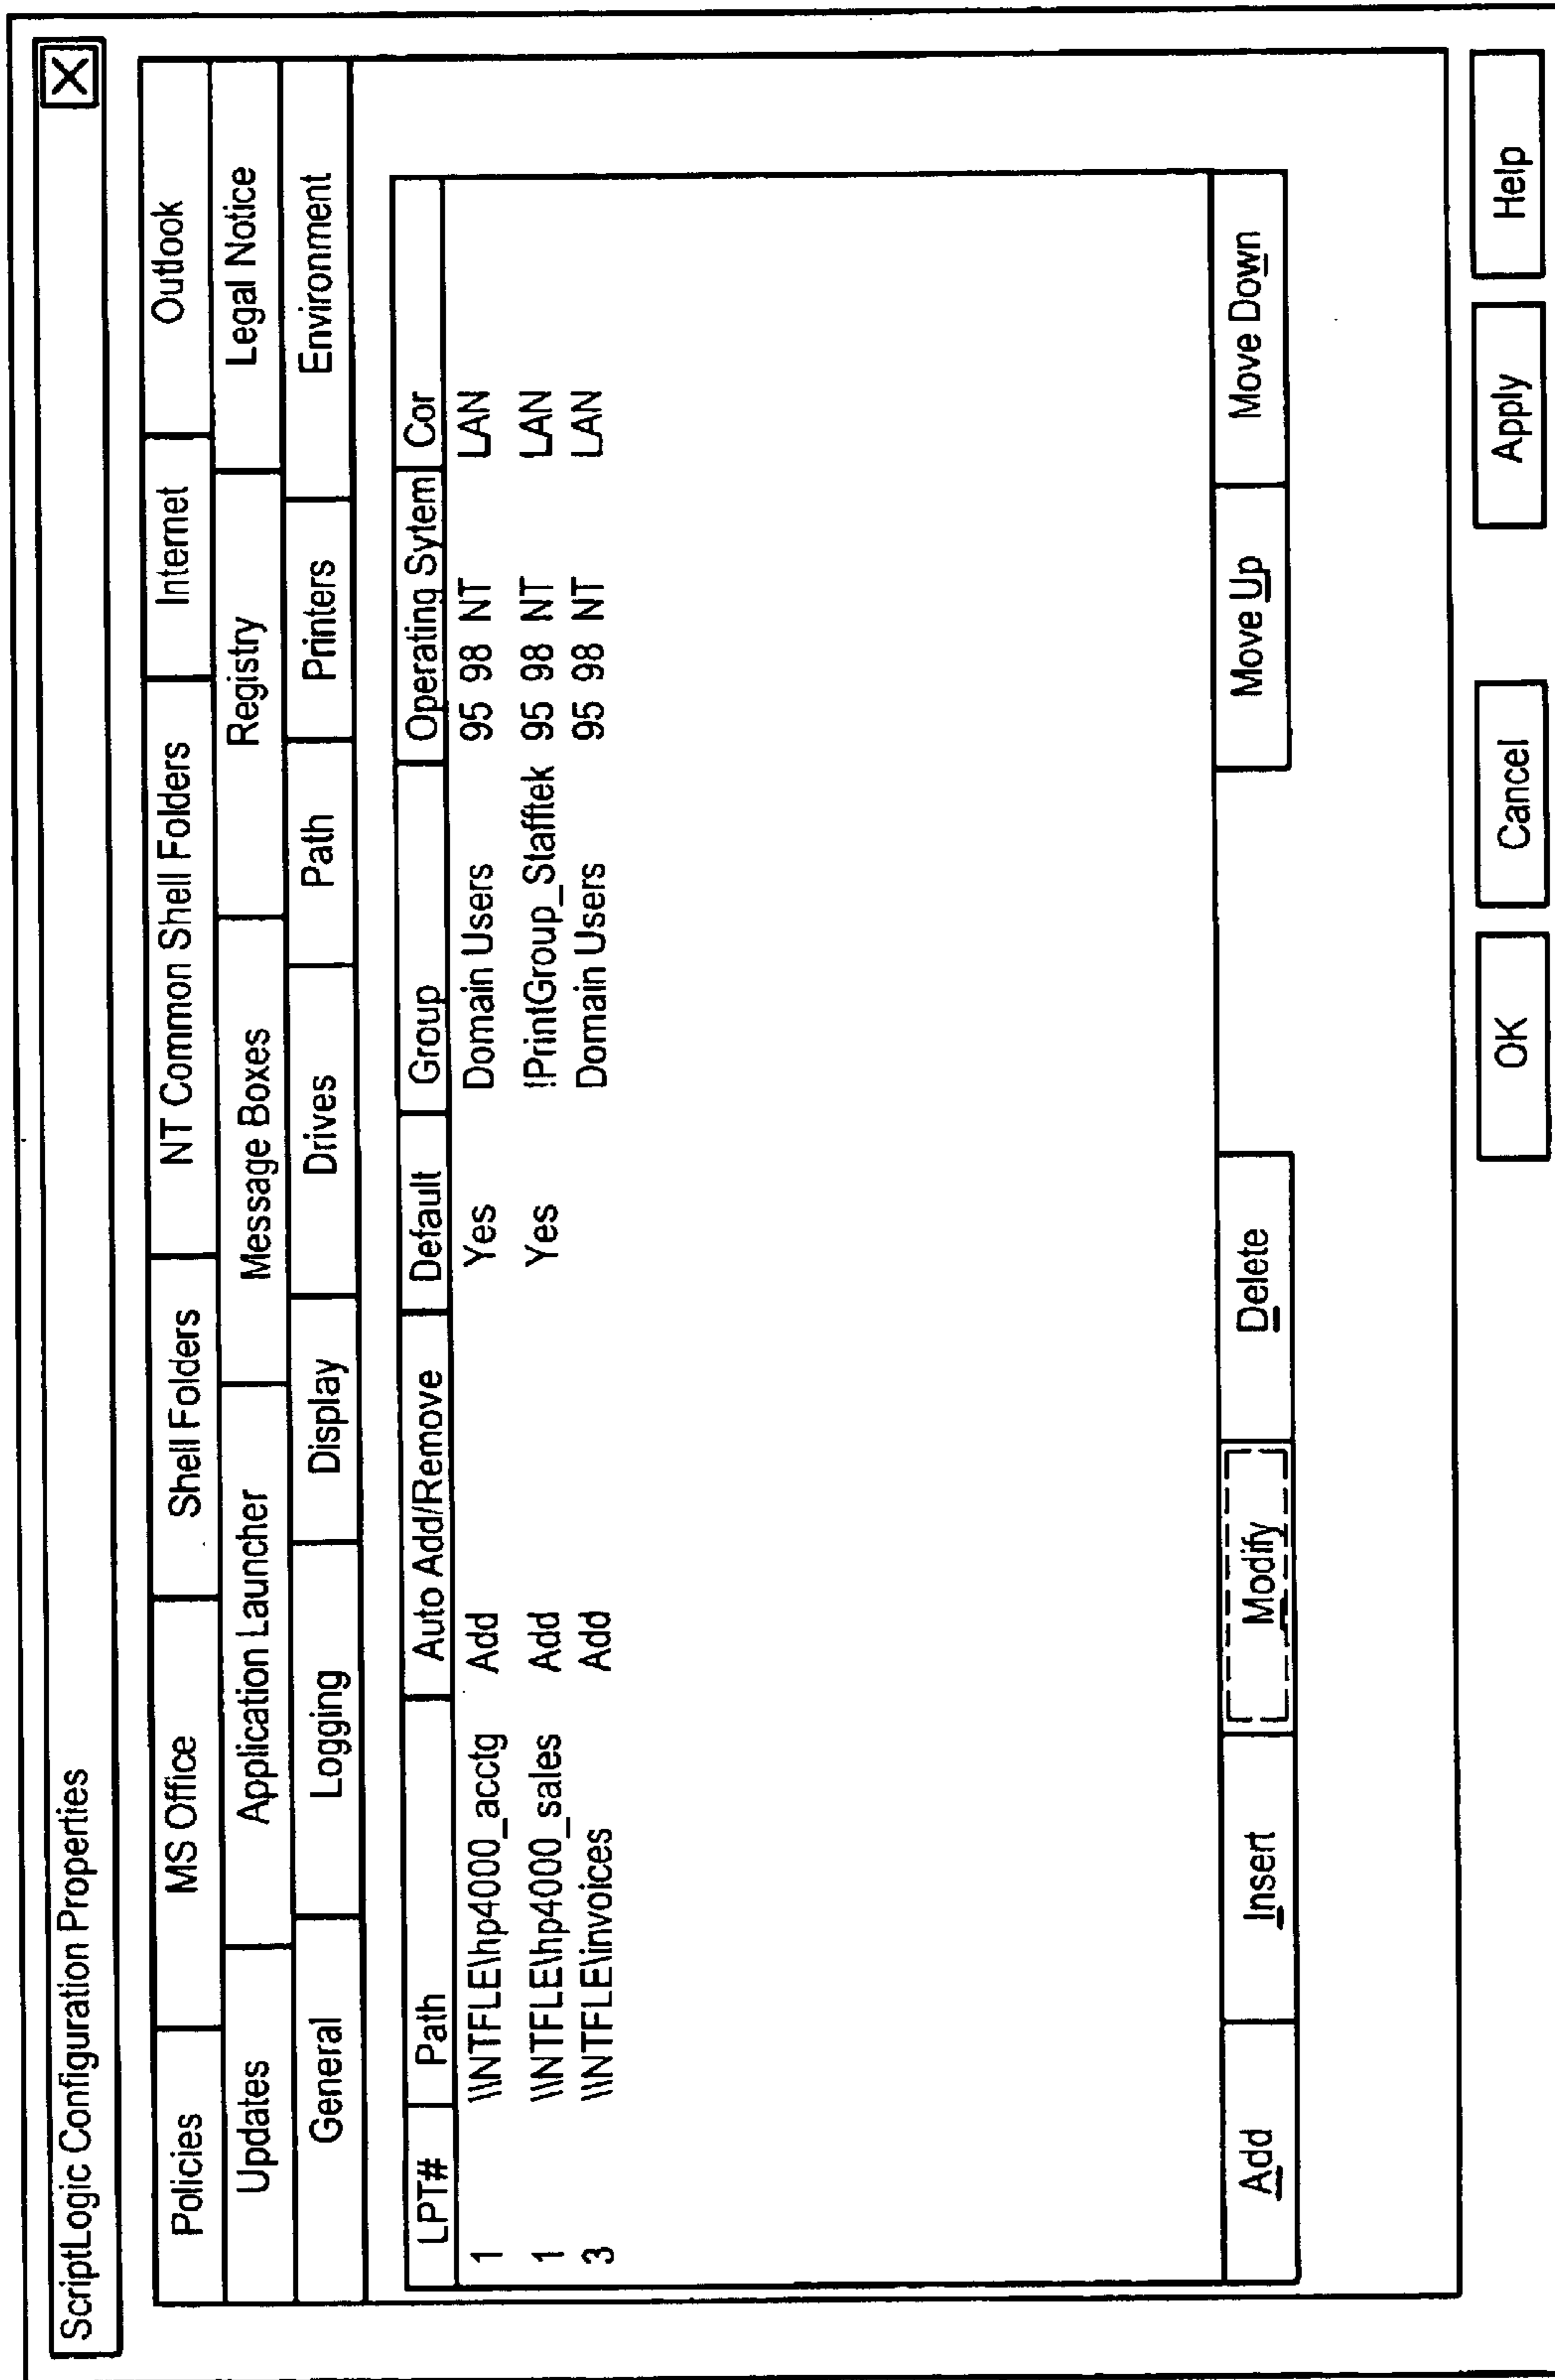 ScriptLogic Configuration Properties
Policies MS Office Shell Folders NT Common Shell Folders Internet Outlook
Updates Application Launcher Message Boxes Registry Legal Notice
General Logging Display Drives Path Printers Environment
LPT# Path Auto Add/Remove Default Group Operating Sytem Cor
1 \\NTFLE\hp4000_acctg Add Yes Domain Users 95 98 NT LAN
1 \\NTFLE\hp4000_sales Add Yes !PrintGroup_Stafftek 95 98 NT LAN
3 \\NTFLE\invoices Add Domain Users 95 98 NT LAN
Add Insert Modify Delete Move Up Move Down
OK Cancel Apply Help